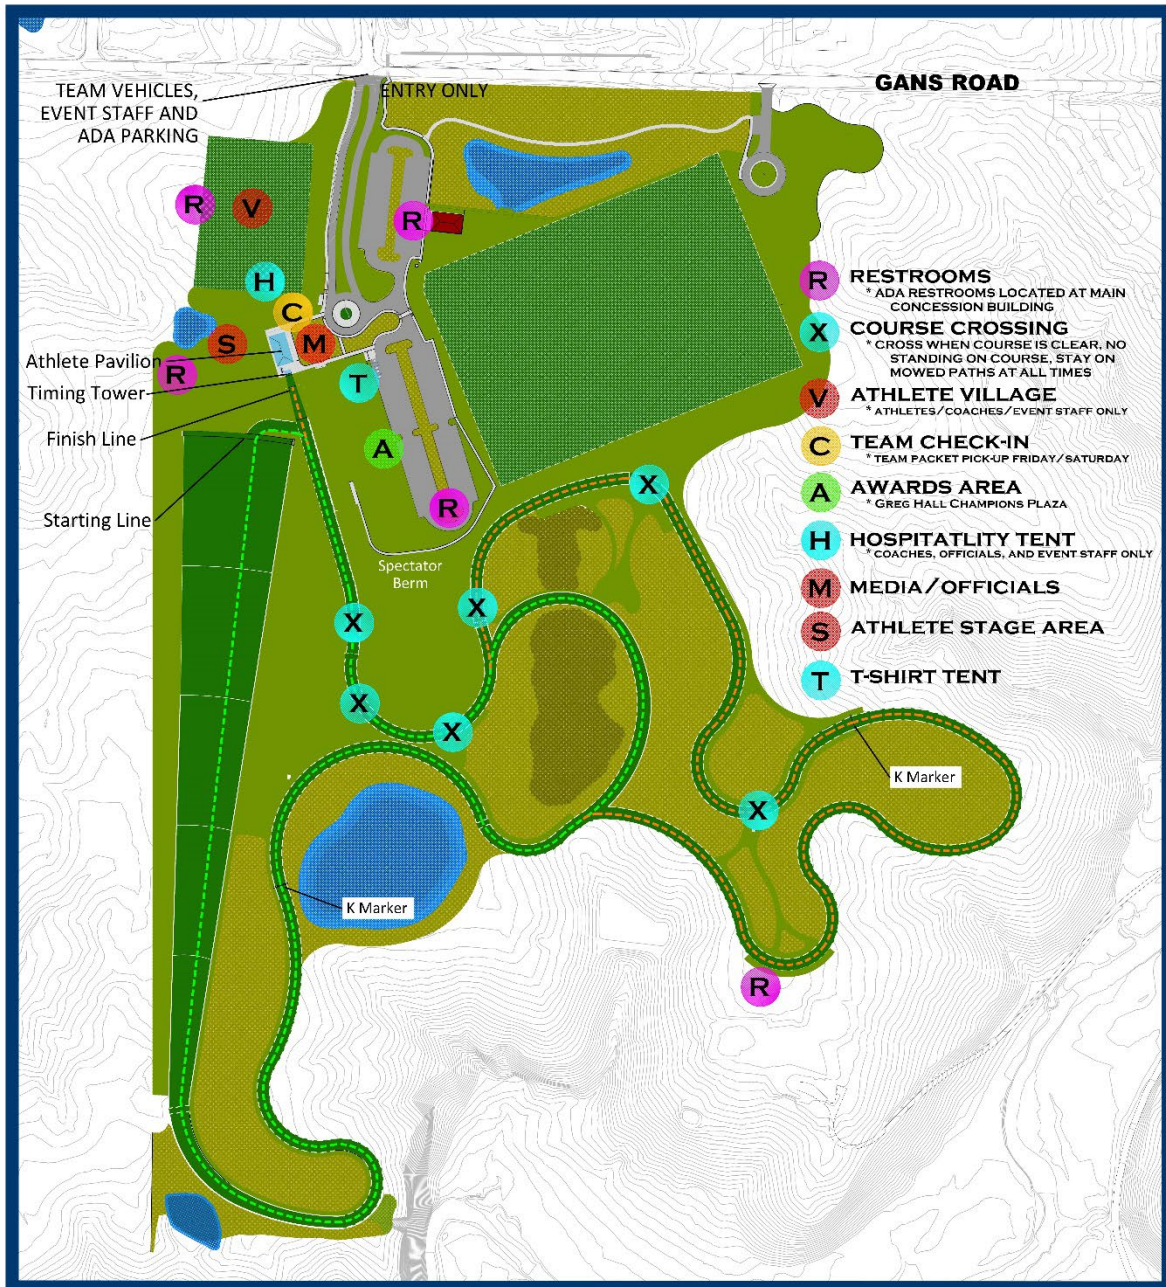 TEAM VEHICLES,
EVENT STAFF AND
ADA PARKING
ENTRY ONLY
GANS ROAD
R
V
R
H
C
S
M
R
T
A
R
Athlete Pavilion
Timing Tower
Finish Line
Starting Line
Spectator
Berm
X
X
X
X
X
X
K Marker
K Marker
R
R RESTROOMS
* ADA RESTROOMS LOCATED AT MAIN
CONCESSION BUILDING
X COURSE CROSSING
* CROSS WHEN COURSE IS CLEAR, NO
STANDING ON COURSE, STAY ON
MOWED PATHS AT ALL TIMES
V ATHLETE VILLAGE
* ATHLETES/COACHES/EVENT STAFF ONLY
C TEAM CHECK-IN
* TEAM PACKET PICK-UP FRIDAY/SATURDAY
A AWARDS AREA
* GREG HALL CHAMPIONS PLAZA
H HOSPITATLITY TENT
* COACHES, OFFICIALS, AND EVENT STAFF ONLY
M MEDIA/OFFICIALS
S ATHLETE STAGE AREA
T T-SHIRT TENT